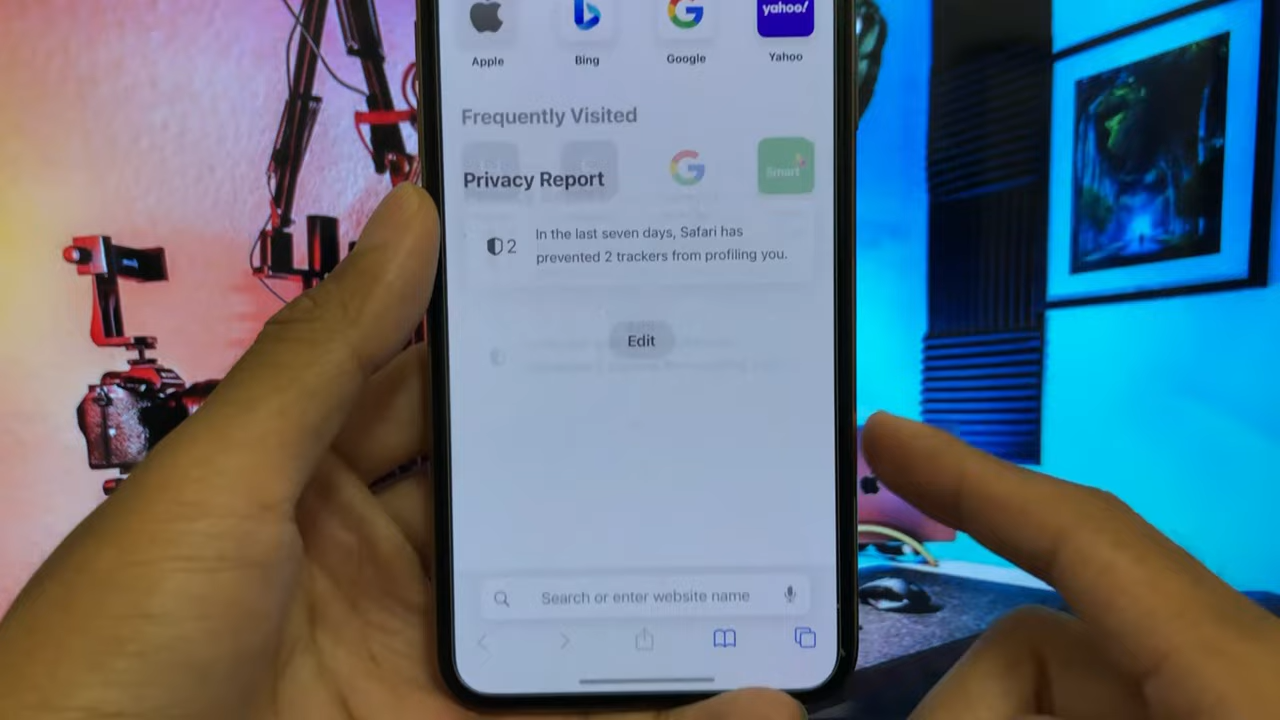 yahoo!
Apple
Bing
Google
Yahoo
Frequently Visited
Smart
Privacy Report
2
In the last seven days, Safari has
prevented 2 trackers from profiling you.
Edit
Search or enter website name